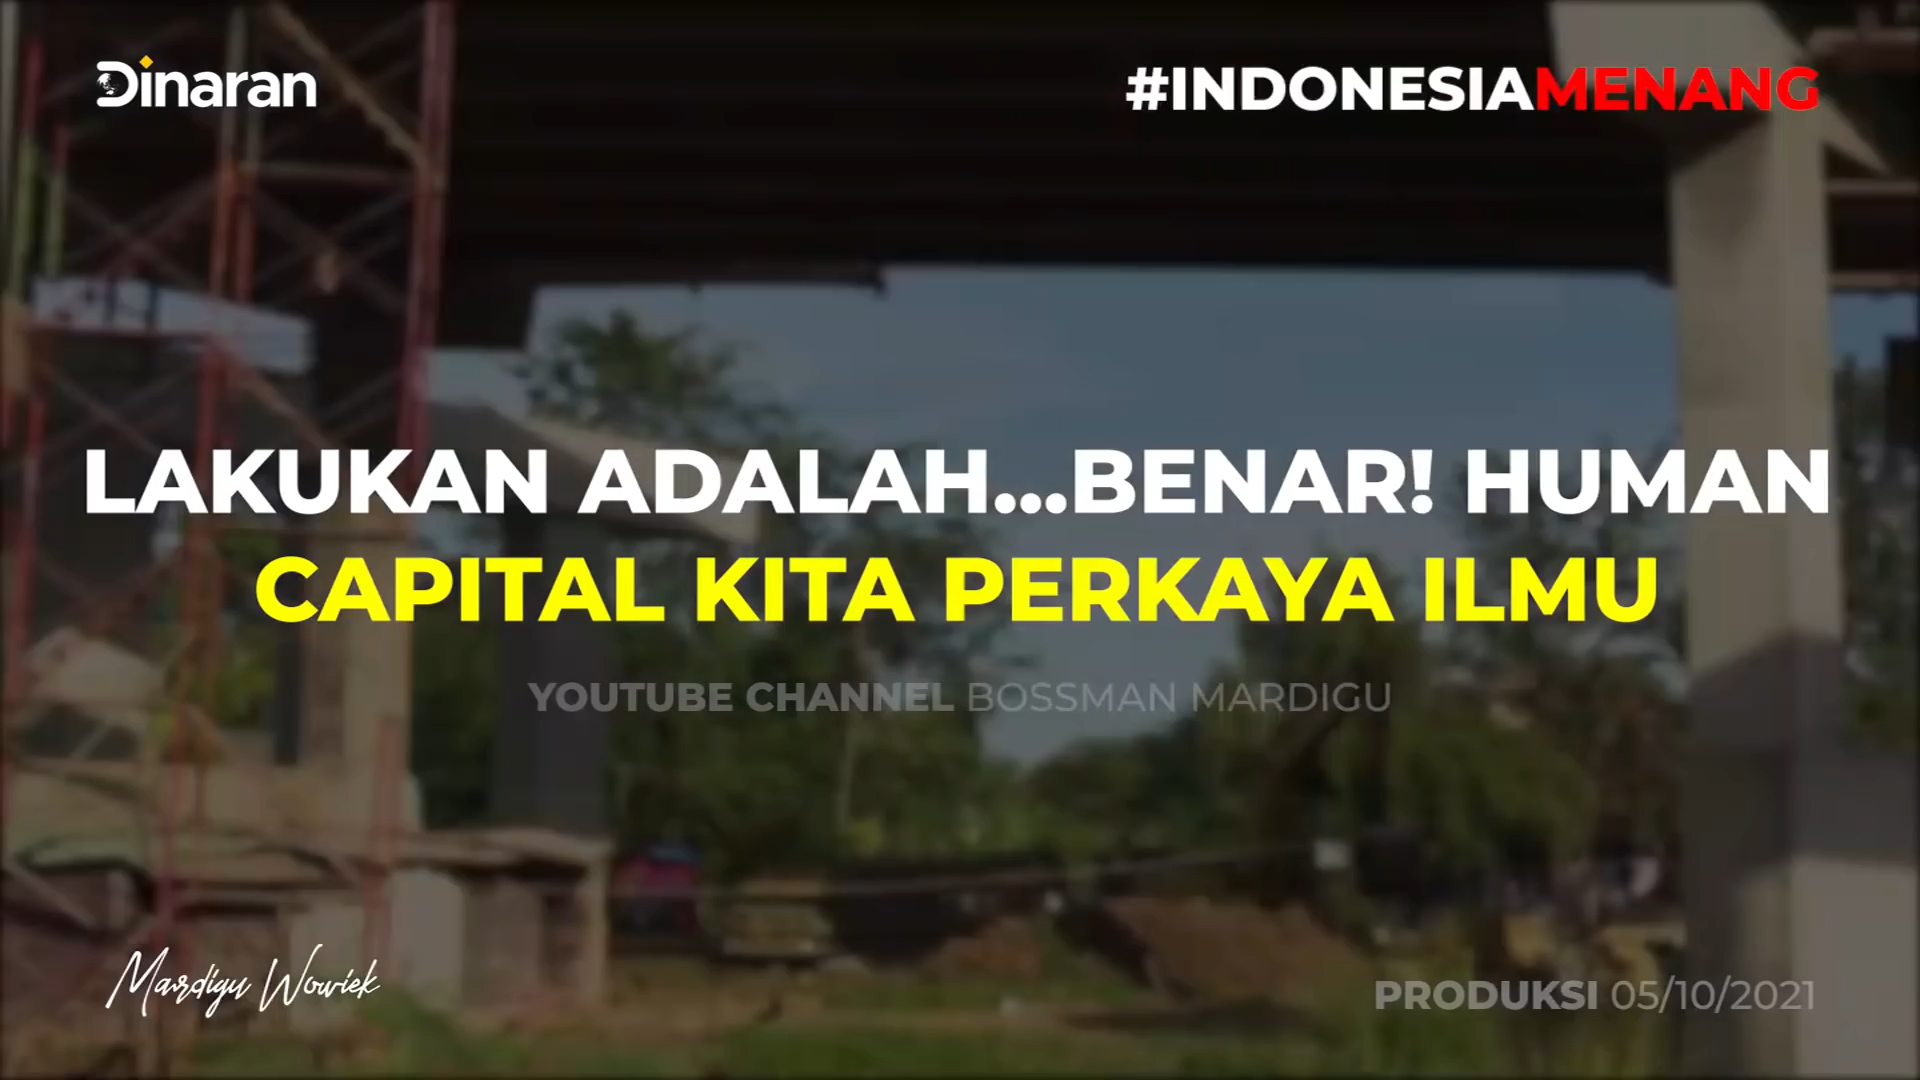 Dinaran
#INDONESIAMENANG
LAKUKAN ADALAH...BENAR! HUMAN
CAPITAL KITA PERKAYA ILMU
YOUTUBE CHANNEL BOSSMAN MARDIGU
Mardigu Wowiek
PRODUKSI 05/10/2021